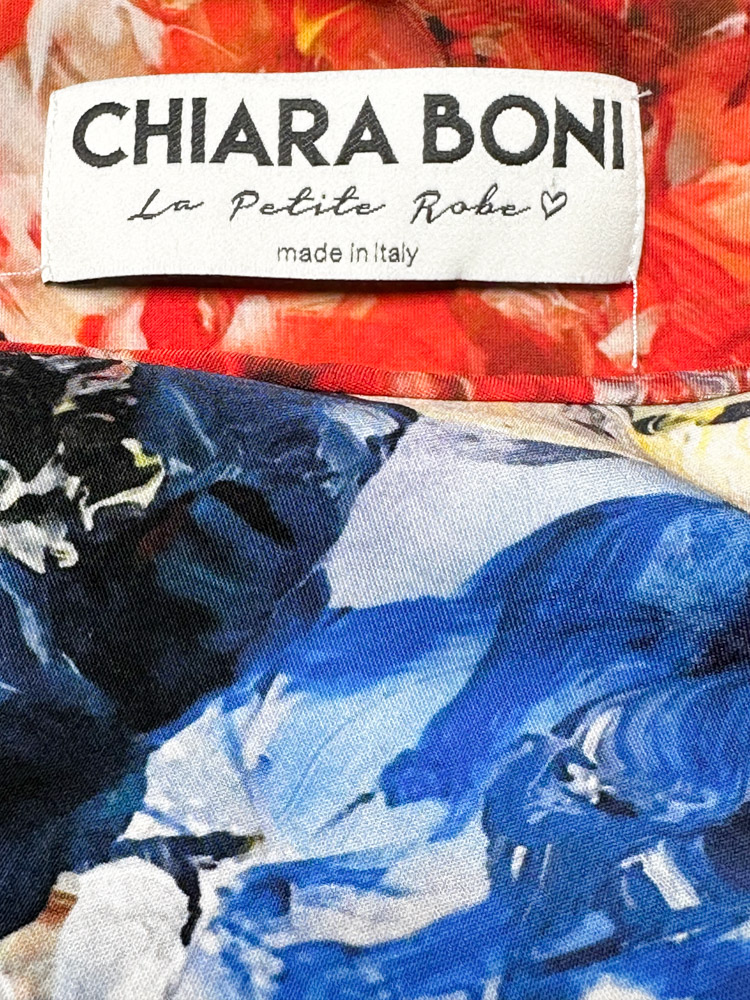 CHIARA BONI
La Petite Robe♡
made in Italy